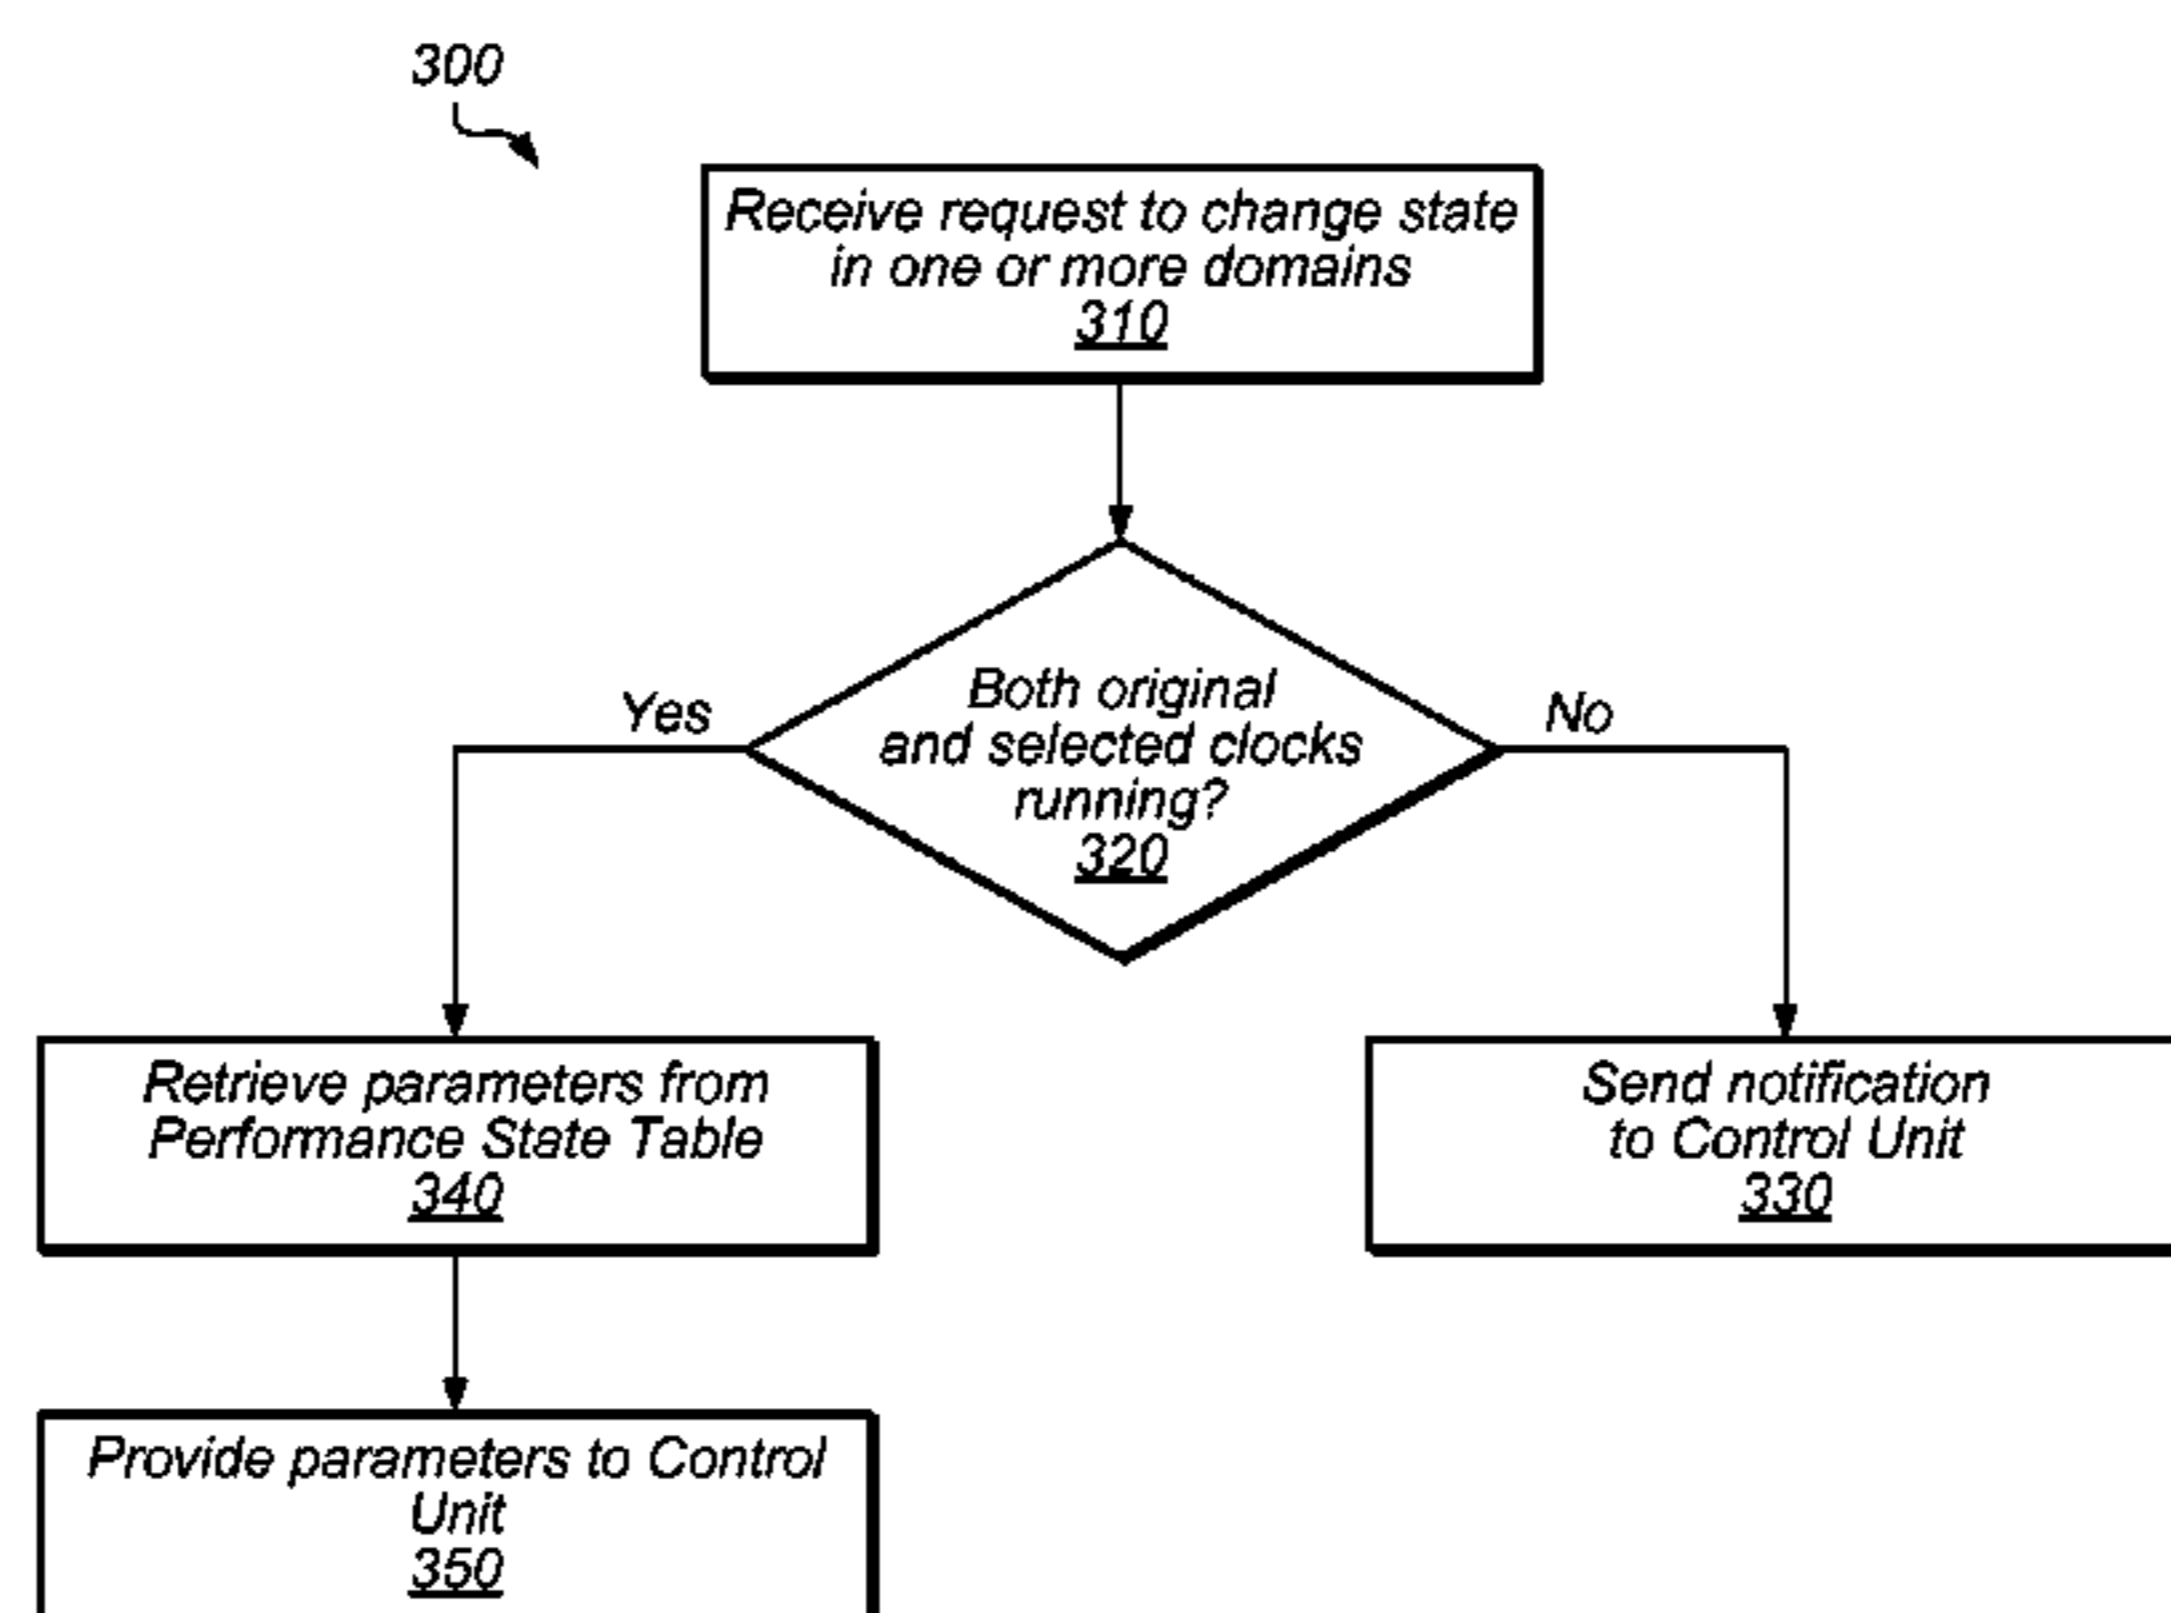 300
Receive request to change state
in one or more domains
310
Both original
and selected clocks
running?
320
Yes
No
Retrieve parameters from
Performance State Table
340
Send notification
to Control Unit
330
Provide parameters to Control
Unit
350